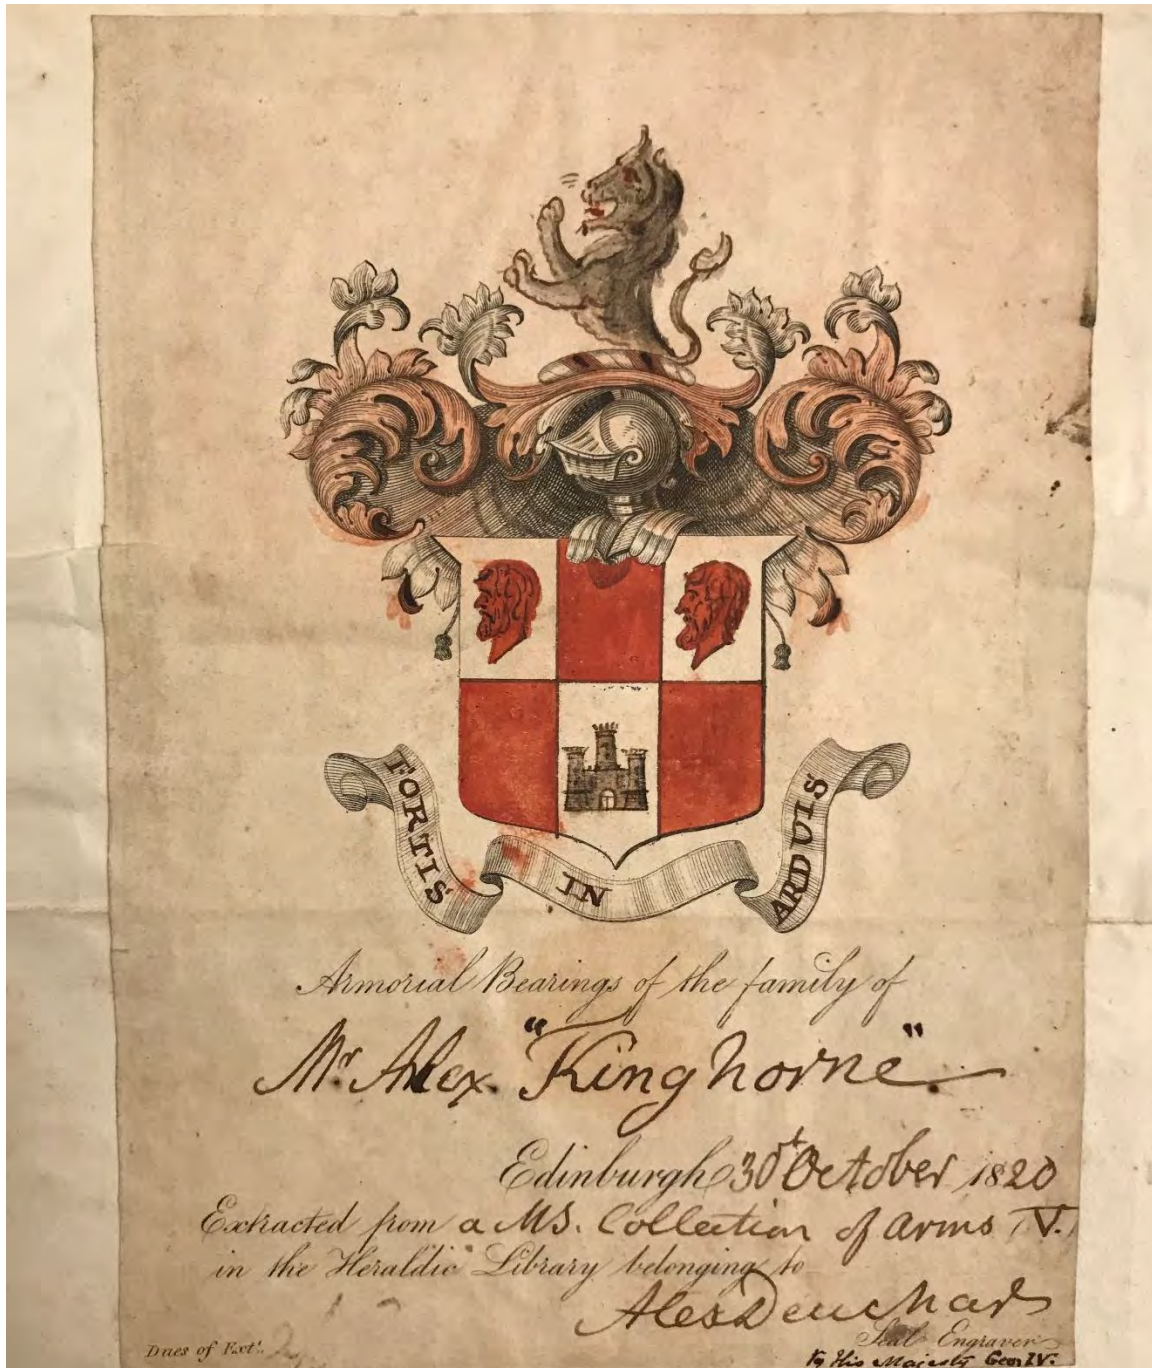 FORTIS IN ARDUIS
Armorial Bearings of the family of
Mr. Alex. "Kinghorne"
Edinburgh 30t October 1820
Extracted from a MS. Collection of arms V.
in the Heraldic Library belonging to
Alex Deuchar
Seal Engraver
To His Majesty Geo: IV.
Dues of Ext.